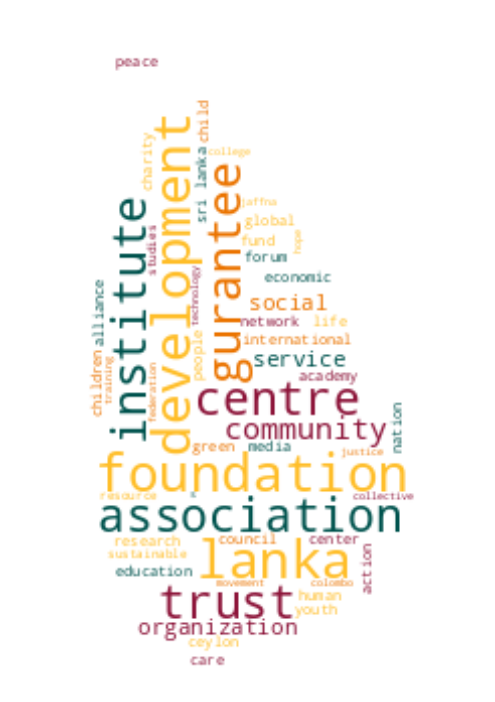 peace
child
charity
development
college
sri lanka
gurantee
institute
jaffna
global
studies
fund
hope
forum
technology
economic
alliance
social
network
life
people
international
service
children
training
academy
federation
centre
community
nation
green
media
justice
foundation
resource
collective
association
research
council
center
sustainable
lanka
education
action
movement
colombo
trust
human
youth
organization
ceylon
care